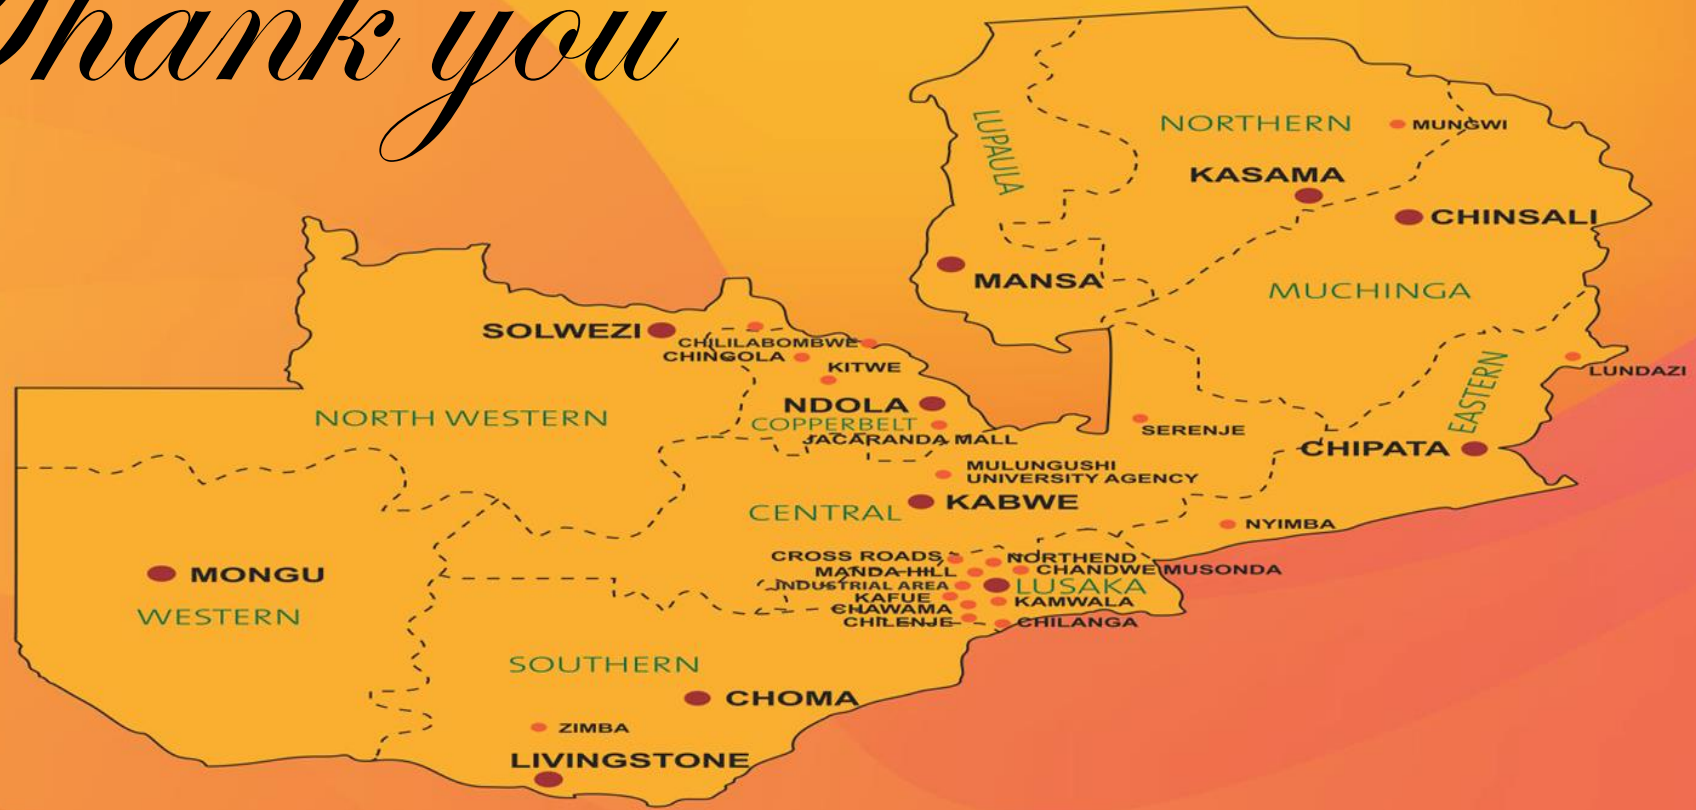 Thank you
LUPAULA
NORTHERN
MUNGWI
KASAMA
CHINSALI
MANSA
MUCHINGA
SOLWEZI
CHILILABOMBWE
CHINGOLA
KITWE
NDOLA
COPPERBELT
JACARANDA MALL
NORTH WESTERN
EASTERN
LUNDAZI
SERENJE
CHIPATA
MULUNGUSHI
UNIVERSITY AGENCY
KABWE
CENTRAL
NYIMBA
CROSS ROADS
NORTHEND
MANDA HILL
CHANDWE MUSONDA
INDUSTRIAL AREA
LUSAKA
KAFUE
KAMWALA
CHAWAMA
CHILENJE
CHILANGA
MONGU
WESTERN
SOUTHERN
CHOMA
ZIMBA
LIVINGSTONE